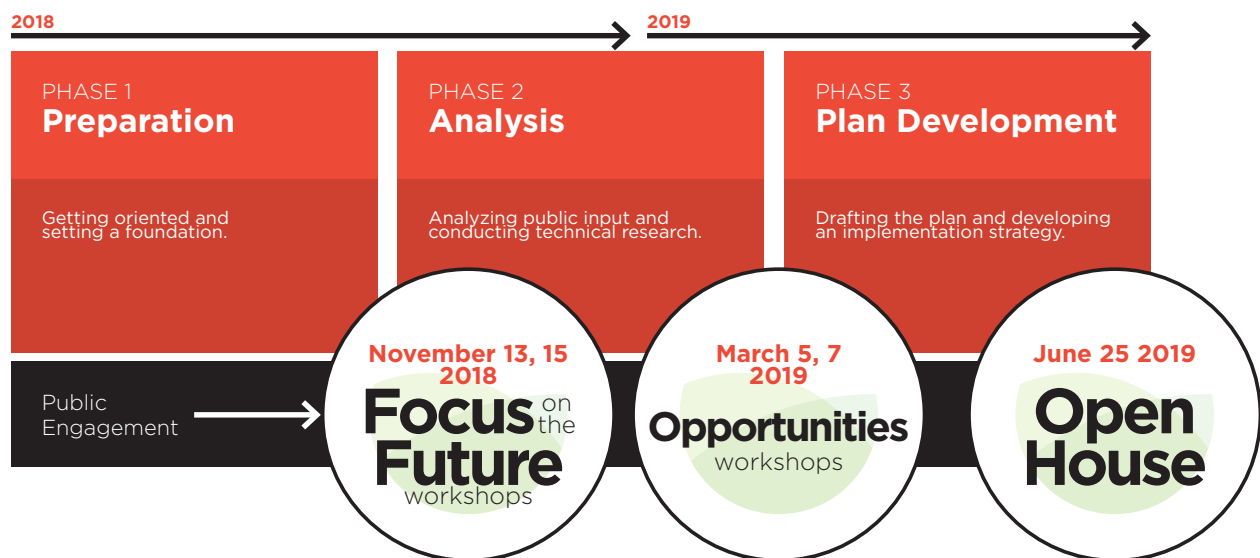 2018
2019
PHASE 1
Preparation
Getting oriented and
setting a foundation.
PHASE 2
Analysis
Analyzing public input and
conducting technical research.
PHASE 3
Plan Development
Drafting the plan and developing
an implementation strategy.
Public
Engagement
November 13, 15
2018
Focus on the
Future
workshops
March 5, 7
2019
Opportunities
workshops
June 25 2019
Open
House